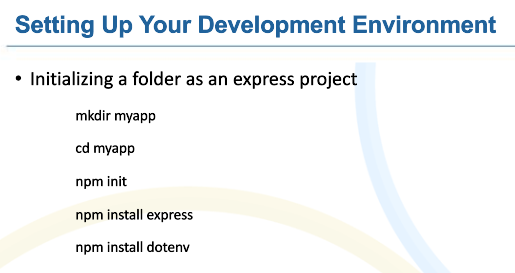 Setting Up Your Development Environment
• Initializing a folder as an express project
mkdir myapp
cd myapp
npm init
npm install express
npm install dotenv